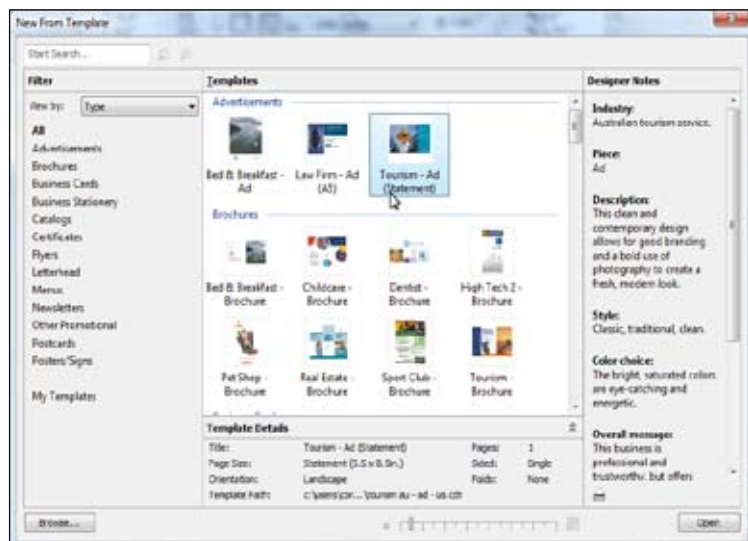 New From Template
Start Search...
Filter
View by: Type
All
Advertisements
Brochures
Business Cards
Business Stationery
Catalogs
Certificates
Flyers
Letterhead
Menus
Newsletters
Other Promotional
Postcards
Posters/Signs
My Templates
Templates
Advertisements
Bed & Breakfast -
Ad
Law Firm - Ad
(A5)
Tourism - Ad
(Statement)
Brochures
Bed & Breakfast -
Brochure
Childcare -
Brochure
Dentist -
Brochure
High Tech 2 -
Brochure
Pet Shop -
Brochure
Real Estate -
Brochure
Sport Club -
Brochure
Tourism -
Brochure
Template Details
Title: Tourism - Ad (Statement) Pages: 1
Page Size: Statement (5.5 x 8.5in.) Sided: Single
Orientation: Landscape Folds: None
Template Path: c:\users\cor... \tourism au - ad - us.cdt
Designer Notes
Industry:
Australian tourism service.
Piece:
Ad
Description:
This clean and
contemporary design
allows for good branding
and a bold use of
photography to create a
fresh, modern look.
Style:
Classic, traditional, clean.
Color choice:
The bright, saturated colors
are eye-catching and
energetic.
Overall message:
This business is
professional and
trustworthy, but offers
Browse...
Open